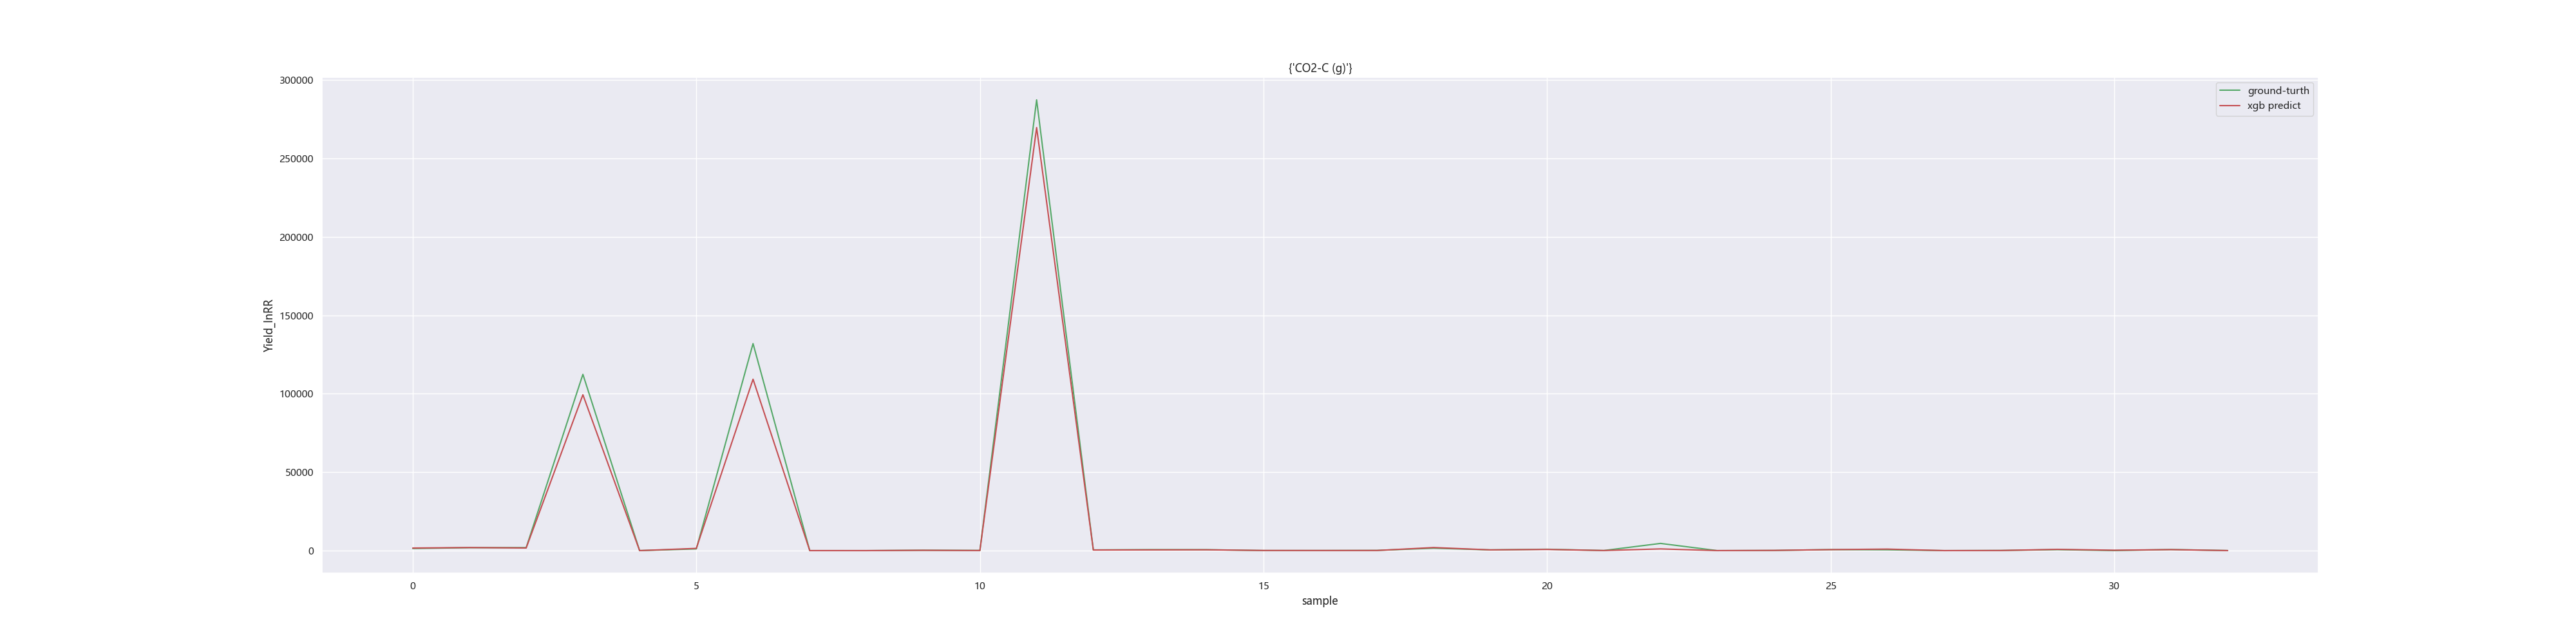 {'CO2-C (g)'}
300000
250000
200000
150000
100000
50000
0
Yield_lnRR
ground-turth
xgb predict
0 5 10 15 20 25 30
sample